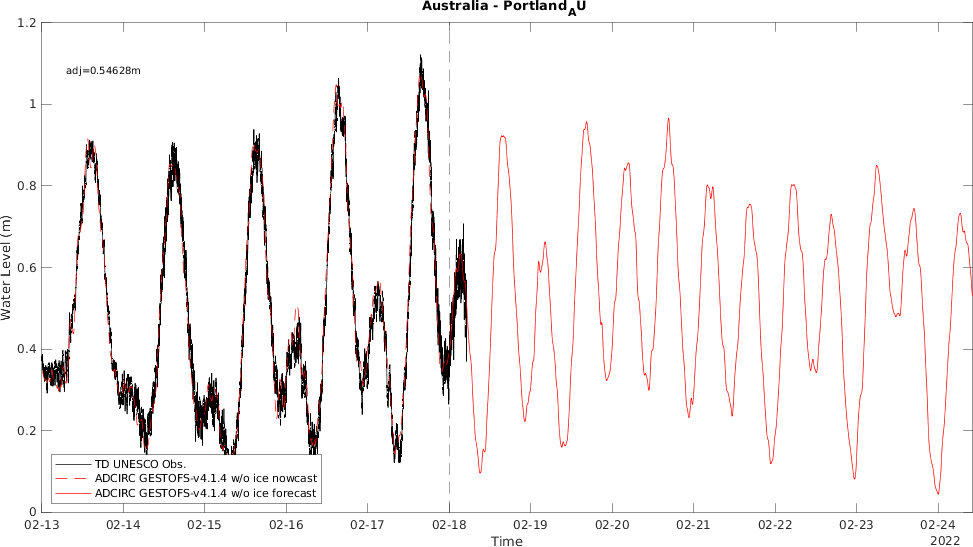 Australia - Portland_AU
1.2
adj=0.54628m
1
0.8
0.6
Water Level (m)
0.4
0.2
TD UNESCO Obs.
ADCIRC GESTOFS-v4.1.4 w/o ice nowcast
ADCIRC GESTOFS-v4.1.4 w/o ice forecast
0
02-13 02-14 02-15 02-16 02-17 02-18 02-19 02-20 02-21 02-22 02-23 02-24
Time
2022